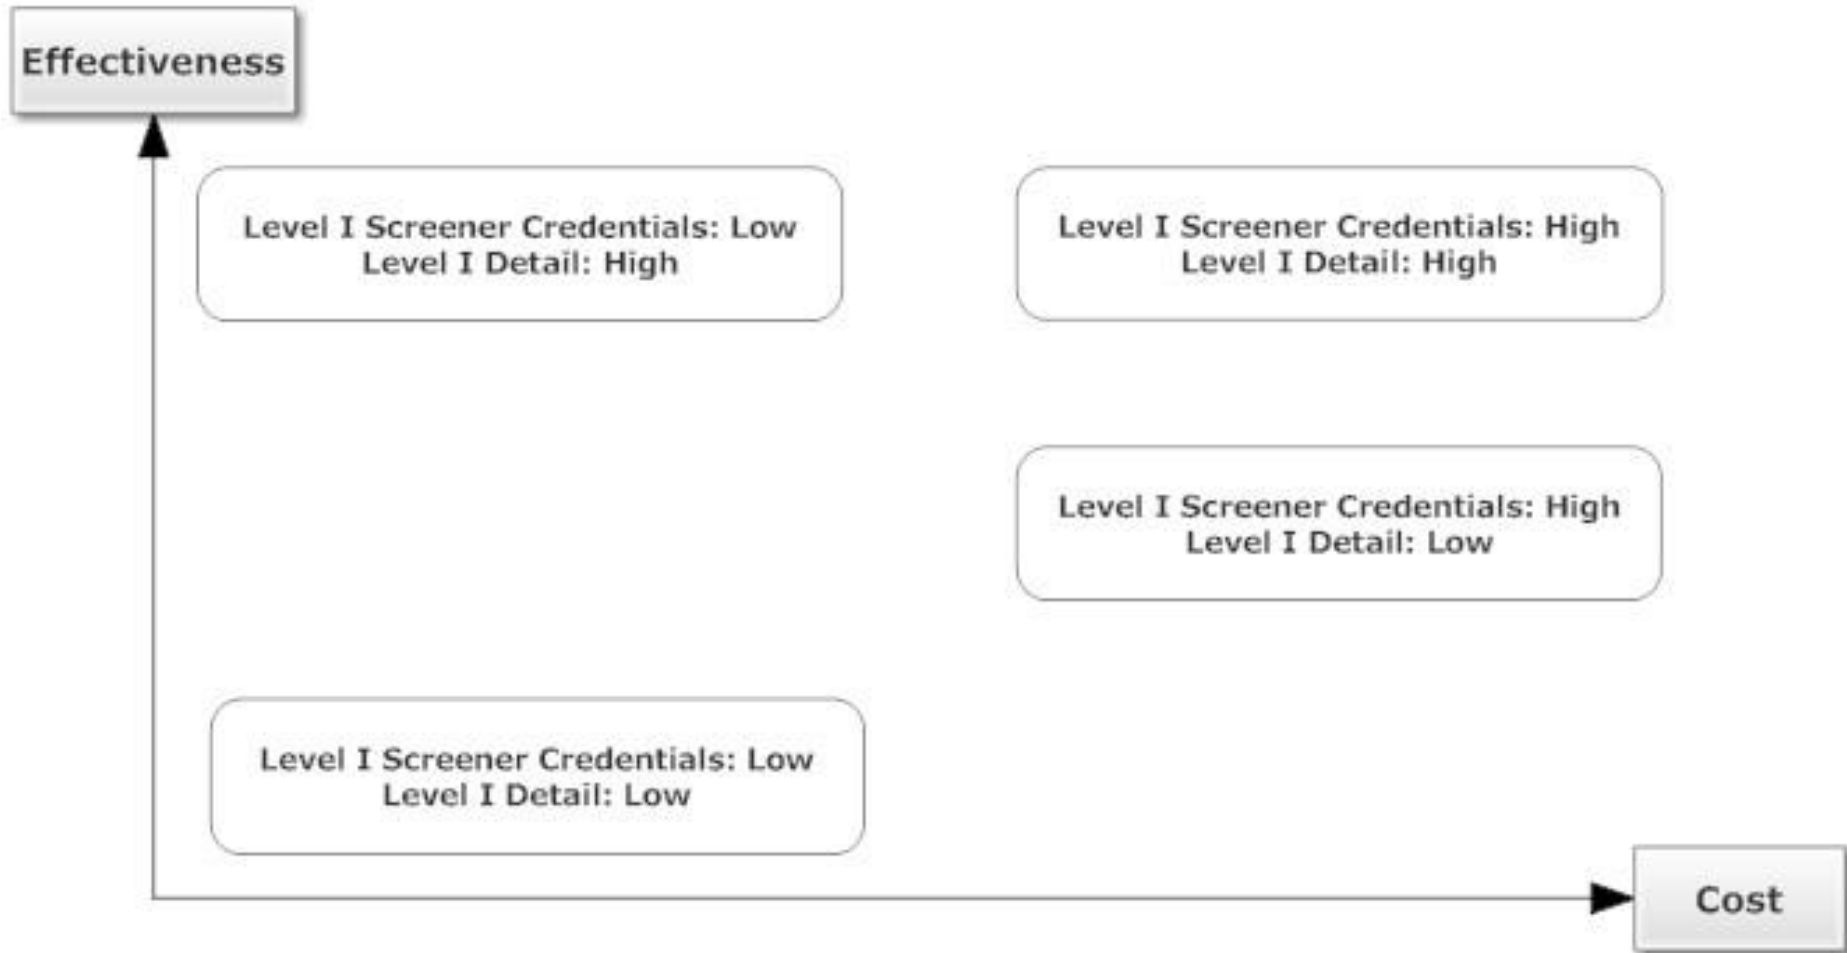 Effectiveness
Level I Screener Credentials: Low
Level I Detail: High
Level I Screener Credentials: High
Level I Detail: High
Level I Screener Credentials: High
Level I Detail: Low
Level I Screener Credentials: Low
Level I Detail: Low
Cost